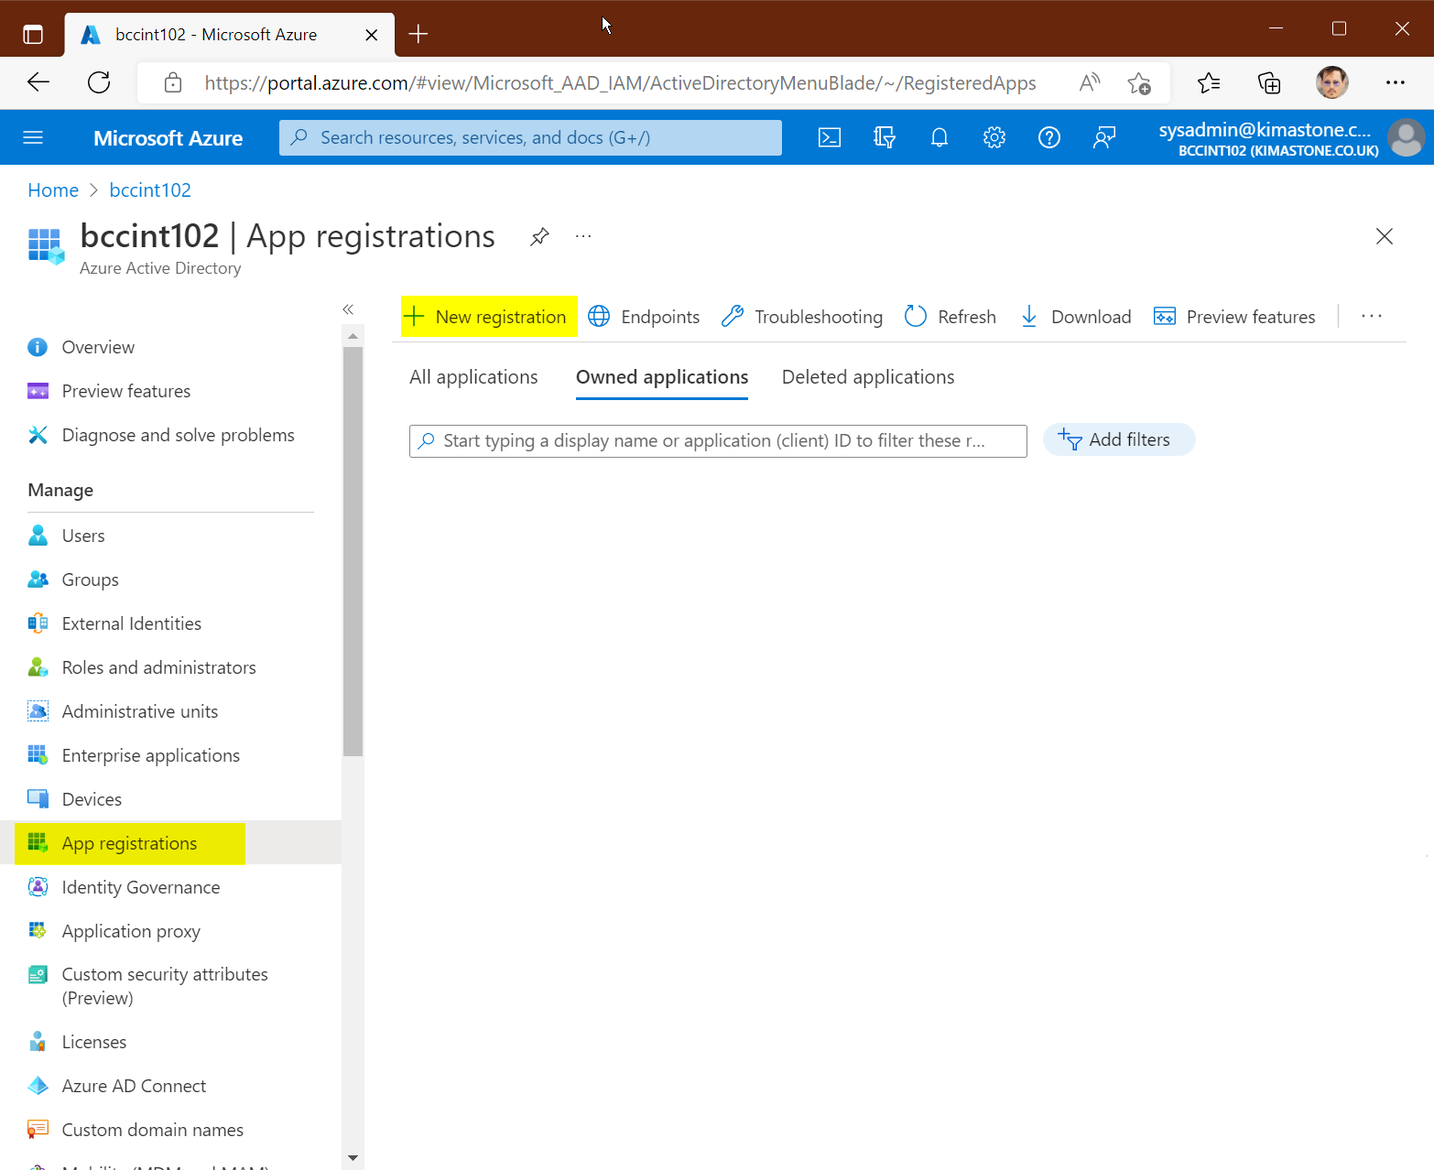 bccint102 - Microsoft Azure
https://portal.azure.com/#view/Microsoft_AAD_IAM/ActiveDirectoryMenuBlade/~/RegisteredApps
Microsoft Azure
Search resources, services, and docs (G+/)
sysadmin@kimastone.c...
BCCINT102 (KIMASTONE.CO.UK)
Home > bccint102
bccint102 | App registrations
Azure Active Directory
New registration
Endpoints
Troubleshooting
Refresh
Download
Preview features
All applications
Owned applications
Deleted applications
Start typing a display name or application (client) ID to filter these r...
Add filters
Overview
Preview features
Diagnose and solve problems
Manage
Users
Groups
External Identities
Roles and administrators
Administrative units
Enterprise applications
Devices
App registrations
Identity Governance
Application proxy
Custom security attributes
(Preview)
Licenses
Azure AD Connect
Custom domain names
Mobility (MDM and MAM)